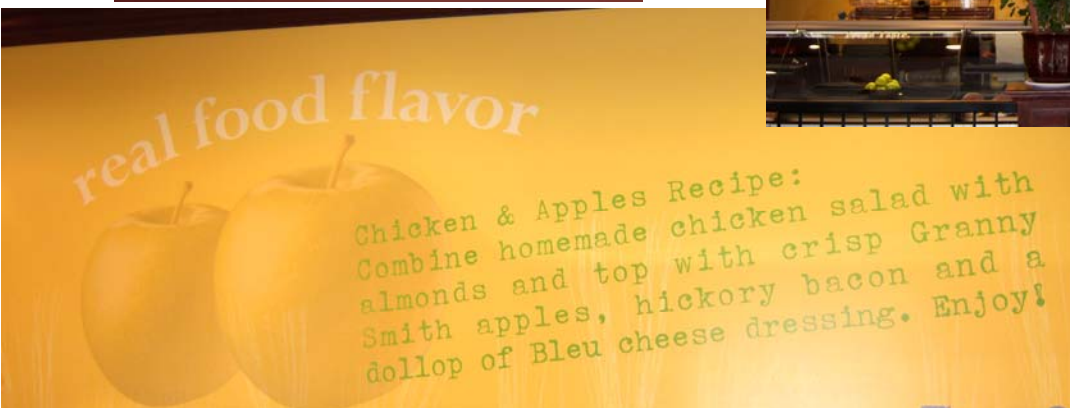 real food flavor
Chicken & Apples Recipe:
Combine homemade chicken salad with
almonds and top with crisp Granny
Smith apples, hickory bacon and a
dollop of Bleu cheese dressing. Enjoy!